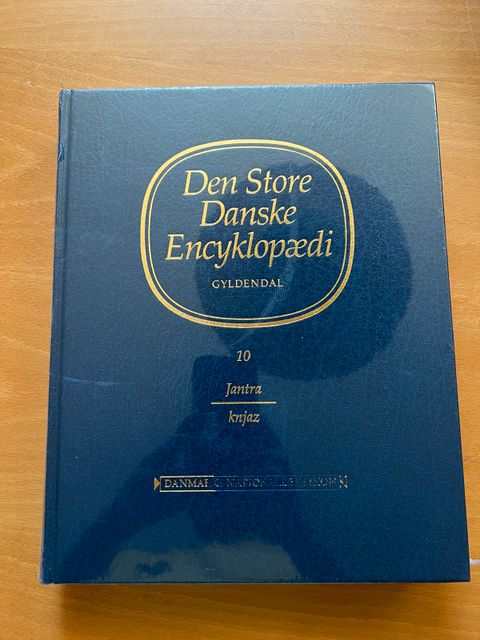 Den Store
Danske
Encyklopædi
GYLDENDAL
10
Jantra
knjaz